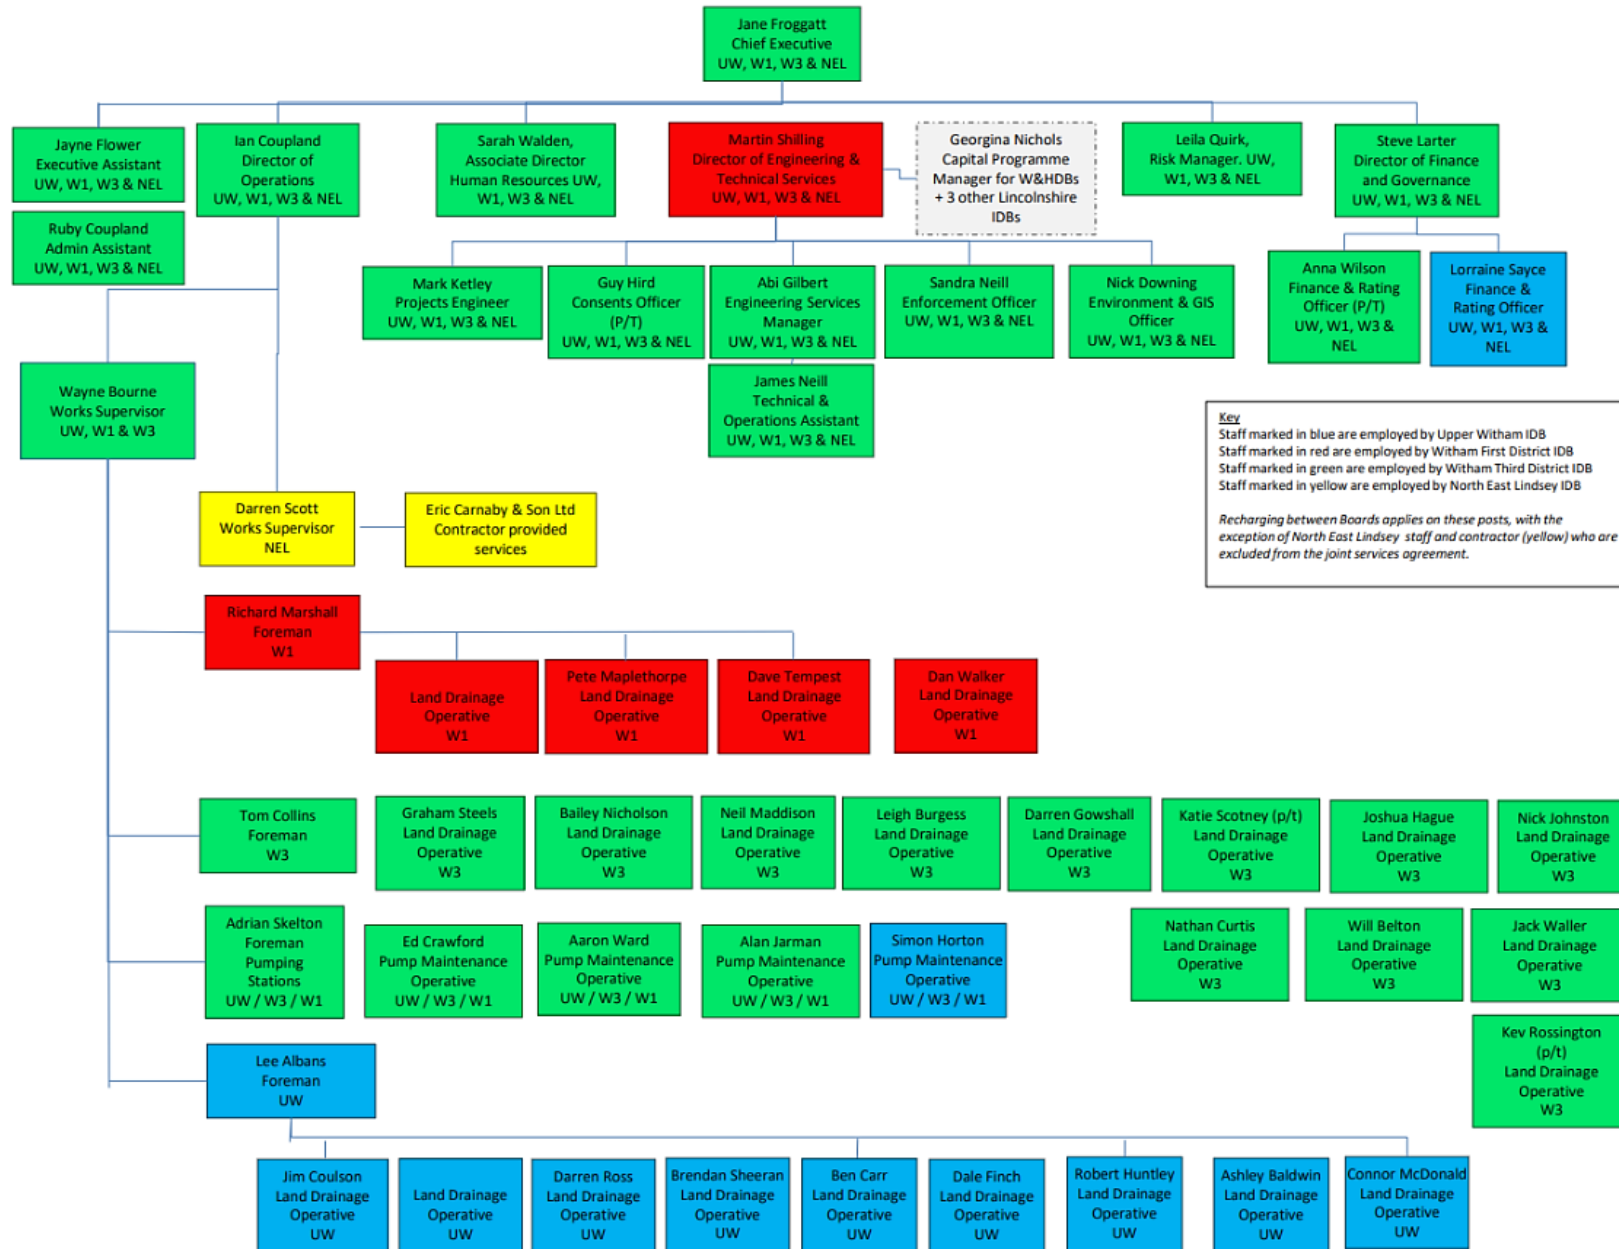 Jane Froggatt
Chief Executive
UW, W1, W3 & NEL
Jayne Flower
Executive Assistant
UW, W1, W3 & NEL
Ian Coupland
Director of
Operations
UW, W1, W3 & NEL
Sarah Walden,
Associate Director
Human Resources UW,
W1, W3 & NEL
Martin Shilling
Director of Engineering &
Technical Services
UW, W1, W3 & NEL
Georgina Nichols
Capital Programme
Manager for W&HDBs
+ 3 other Lincolnshire
IDBs
Leila Quirk,
Risk Manager. UW,
W1, W3 & NEL
Steve Larter
Director of Finance
and Governance
UW, W1, W3 & NEL
Ruby Coupland
Admin Assistant
UW, W1, W3 & NEL
Mark Ketley
Projects Engineer
UW, W1, W3 & NEL
Guy Hird
Consents Officer
(P/T)
UW, W1, W3 & NEL
Abi Gilbert
Engineering Services
Manager
UW, W1, W3 & NEL
Sandra Neill
Enforcement Officer
UW, W1, W3 & NEL
Nick Downing
Environment & GIS
Officer
UW, W1, W3 & NEL
Anna Wilson
Finance & Rating
Officer (P/T)
UW, W1, W3 &
NEL
Lorraine Sayce
Finance &
Rating Officer
UW, W1, W3 &
NEL
James Neill
Technical &
Operations Assistant
UW, W1, W3 & NEL
Wayne Bourne
Works Supervisor
UW, W1 & W3
Key
Staff marked in blue are employed by Upper Witham IDB
Staff marked in red are employed by Witham First District IDB
Staff marked in green are employed by Witham Third District IDB
Staff marked in yellow are employed by North East Lindsey IDB
Recharging between Boards applies on these posts, with the
exception of North East Lindsey staff and contractor (yellow) who are
excluded from the joint services agreement.
Darren Scott
Works Supervisor
NEL
Eric Carnaby & Son Ltd
Contractor provided
services
Richard Marshall
Foreman
W1
Land Drainage
Operative
W1
Pete Maplethorpe
Land Drainage
Operative
W1
Dave Tempest
Land Drainage
Operative
W1
Dan Walker
Land Drainage
Operative
W1
Tom Collins
Foreman
W3
Graham Steels
Land Drainage
Operative
W3
Bailey Nicholson
Land Drainage
Operative
W3
Neil Maddison
Land Drainage
Operative
W3
Leigh Burgess
Land Drainage
Operative
W3
Darren Gowshall
Land Drainage
Operative
W3
Katie Scotney (p/t)
Land Drainage
Operative
W3
Joshua Hague
Land Drainage
Operative
W3
Nick Johnston
Land Drainage
Operative
W3
Adrian Skelton
Foreman
Pumping
Stations
UW / W3 / W1
Ed Crawford
Pump Maintenance
Operative
UW / W3 / W1
Aaron Ward
Pump Maintenance
Operative
UW / W3 / W1
Alan Jarman
Pump Maintenance
Operative
UW / W3 / W1
Simon Horton
Pump Maintenance
Operative
UW / W3 / W1
Nathan Curtis
Land Drainage
Operative
W3
Will Belton
Land Drainage
Operative
W3
Jack Waller
Land Drainage
Operative
W3
Kev Rossington
(p/t)
Land Drainage
Operative
W3
Lee Albans
Foreman
UW
Jim Coulson
Land Drainage
Operative
UW
Land Drainage
Operative
UW
Darren Ross
Land Drainage
Operative
UW
Brendan Sheeran
Land Drainage
Operative
UW
Ben Carr
Land Drainage
Operative
UW
Dale Finch
Land Drainage
Operative
UW
Robert Huntley
Land Drainage
Operative
UW
Ashley Baldwin
Land Drainage
Operative
UW
Connor McDonald
Land Drainage
Operative
UW